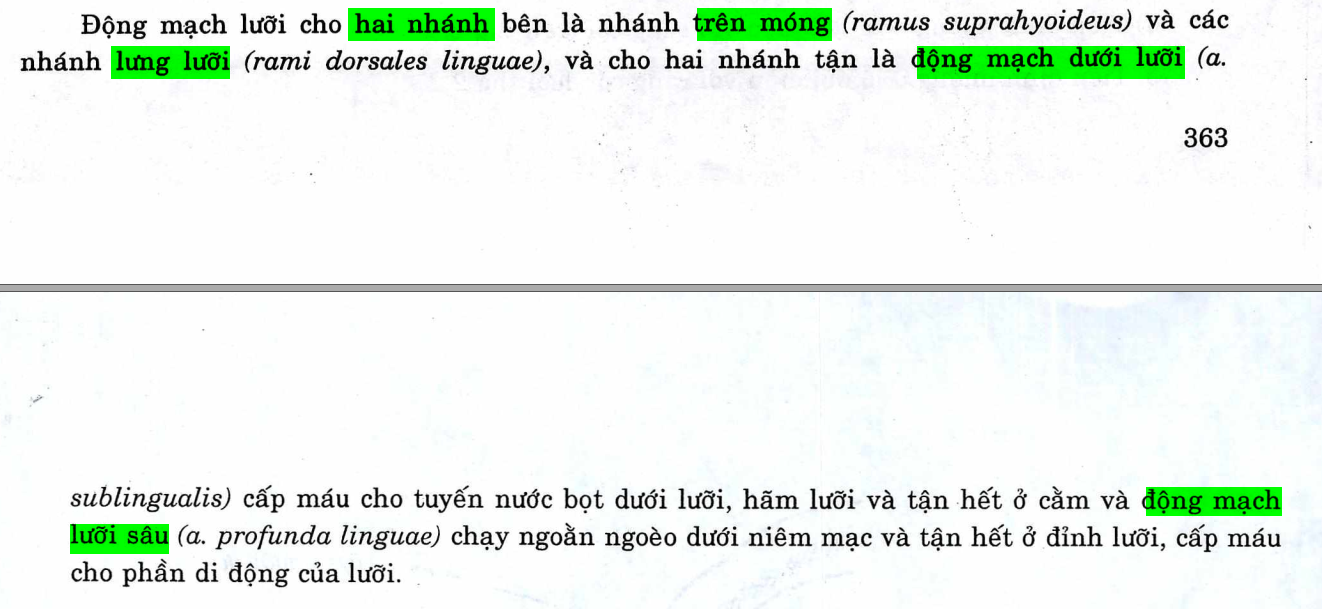 Động mạch lưỡi cho hai nhánh bên là nhánh trên móng (ramus suprahyoideus) và các
nhánh lưng lưỡi (rami dorsales linguae), và cho hai nhánh tận là động mạch dưới lưỡi (a.
363
sublingualis) cấp máu cho tuyến nước bọt dưới lưỡi, hãm lưỡi và tận hết ở cằm và động mạch
lưỡi sâu (a. profunda linguae) chạy ngoằn ngoèo dưới niêm mạc và tận hết ở đỉnh lưỡi, cấp máu
cho phần di động của lưỡi.